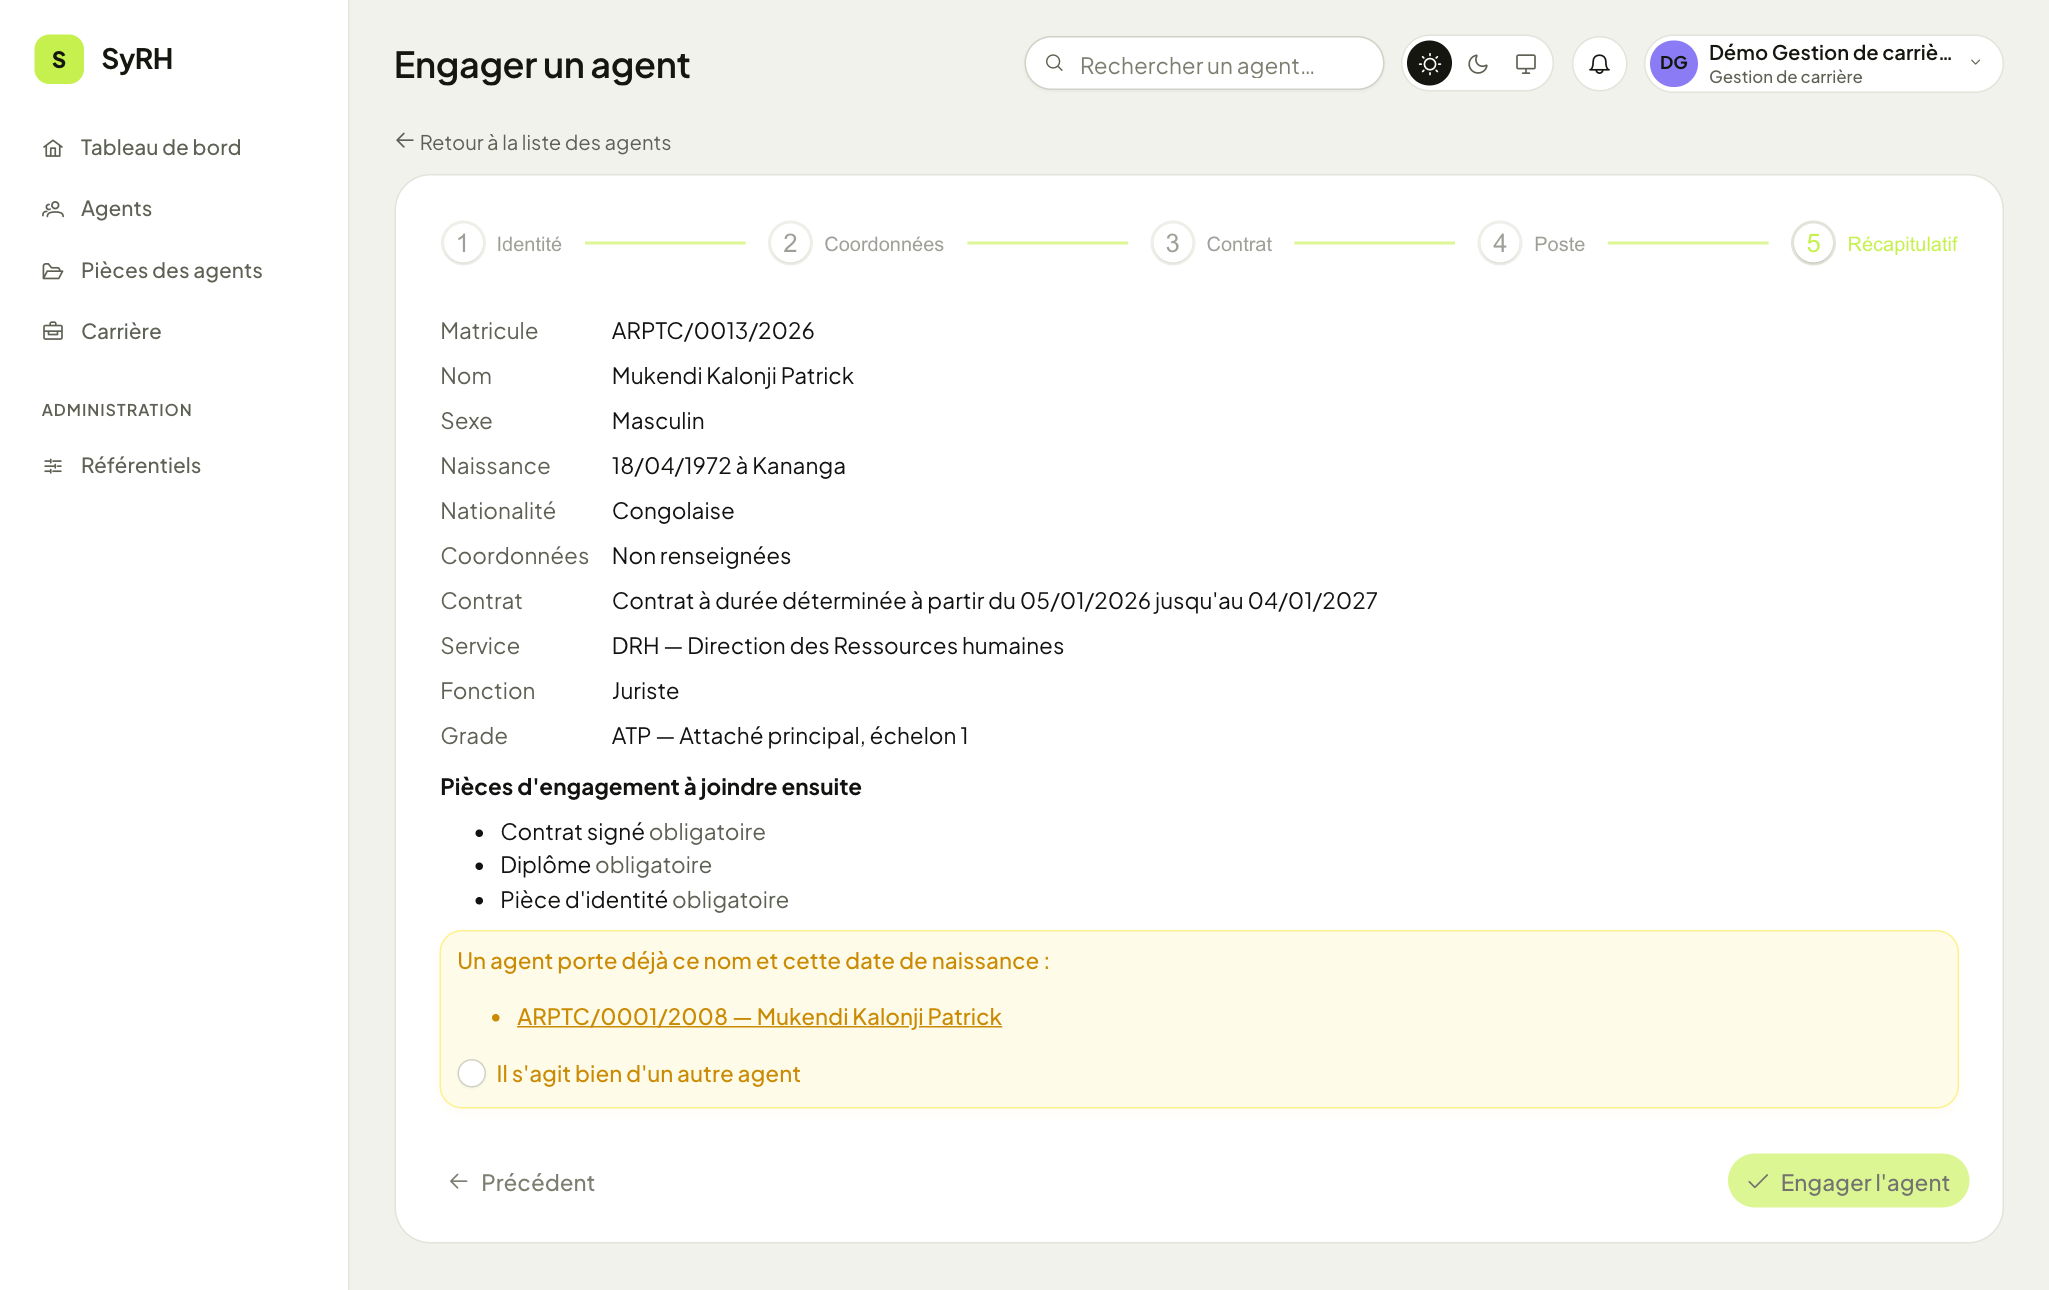 S SyRH
Tableau de bord
Agents
Pièces des agents
Carrière
ADMINISTRATION
Référentiels
Engager un agent
Rechercher un agent...
DG
Démo Gestion de carriè...
Gestion de carrière
← Retour à la liste des agents
1 Identité
2 Coordonnées
3 Contrat
4 Poste
5 Récapitulatif
Matricule ARPTC/0013/2026
Nom Mukendi Kalonji Patrick
Sexe Masculin
Naissance 18/04/1972 à Kananga
Nationalité Congolaise
Coordonnées Non renseignées
Contrat Contrat à durée déterminée à partir du 05/01/2026 jusqu'au 04/01/2027
Service DRH — Direction des Ressources humaines
Fonction Juriste
Grade ATP — Attaché principal, échelon 1
Pièces d'engagement à joindre ensuite
• Contrat signé obligatoire
• Diplôme obligatoire
• Pièce d'identité obligatoire
Un agent porte déjà ce nom et cette date de naissance :
• ARPTC/0001/2008 — Mukendi Kalonji Patrick
Il s'agit bien d'un autre agent
← Précédent
Engager l'agent